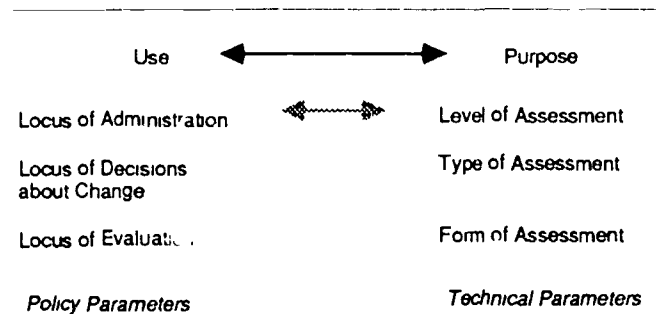 Use Purpose
Locus of Administration Level of Assessment
Locus of Decisions Type of Assessment
about Change
Locus of Form of Assessment
Policy Parameters Technical Parameters